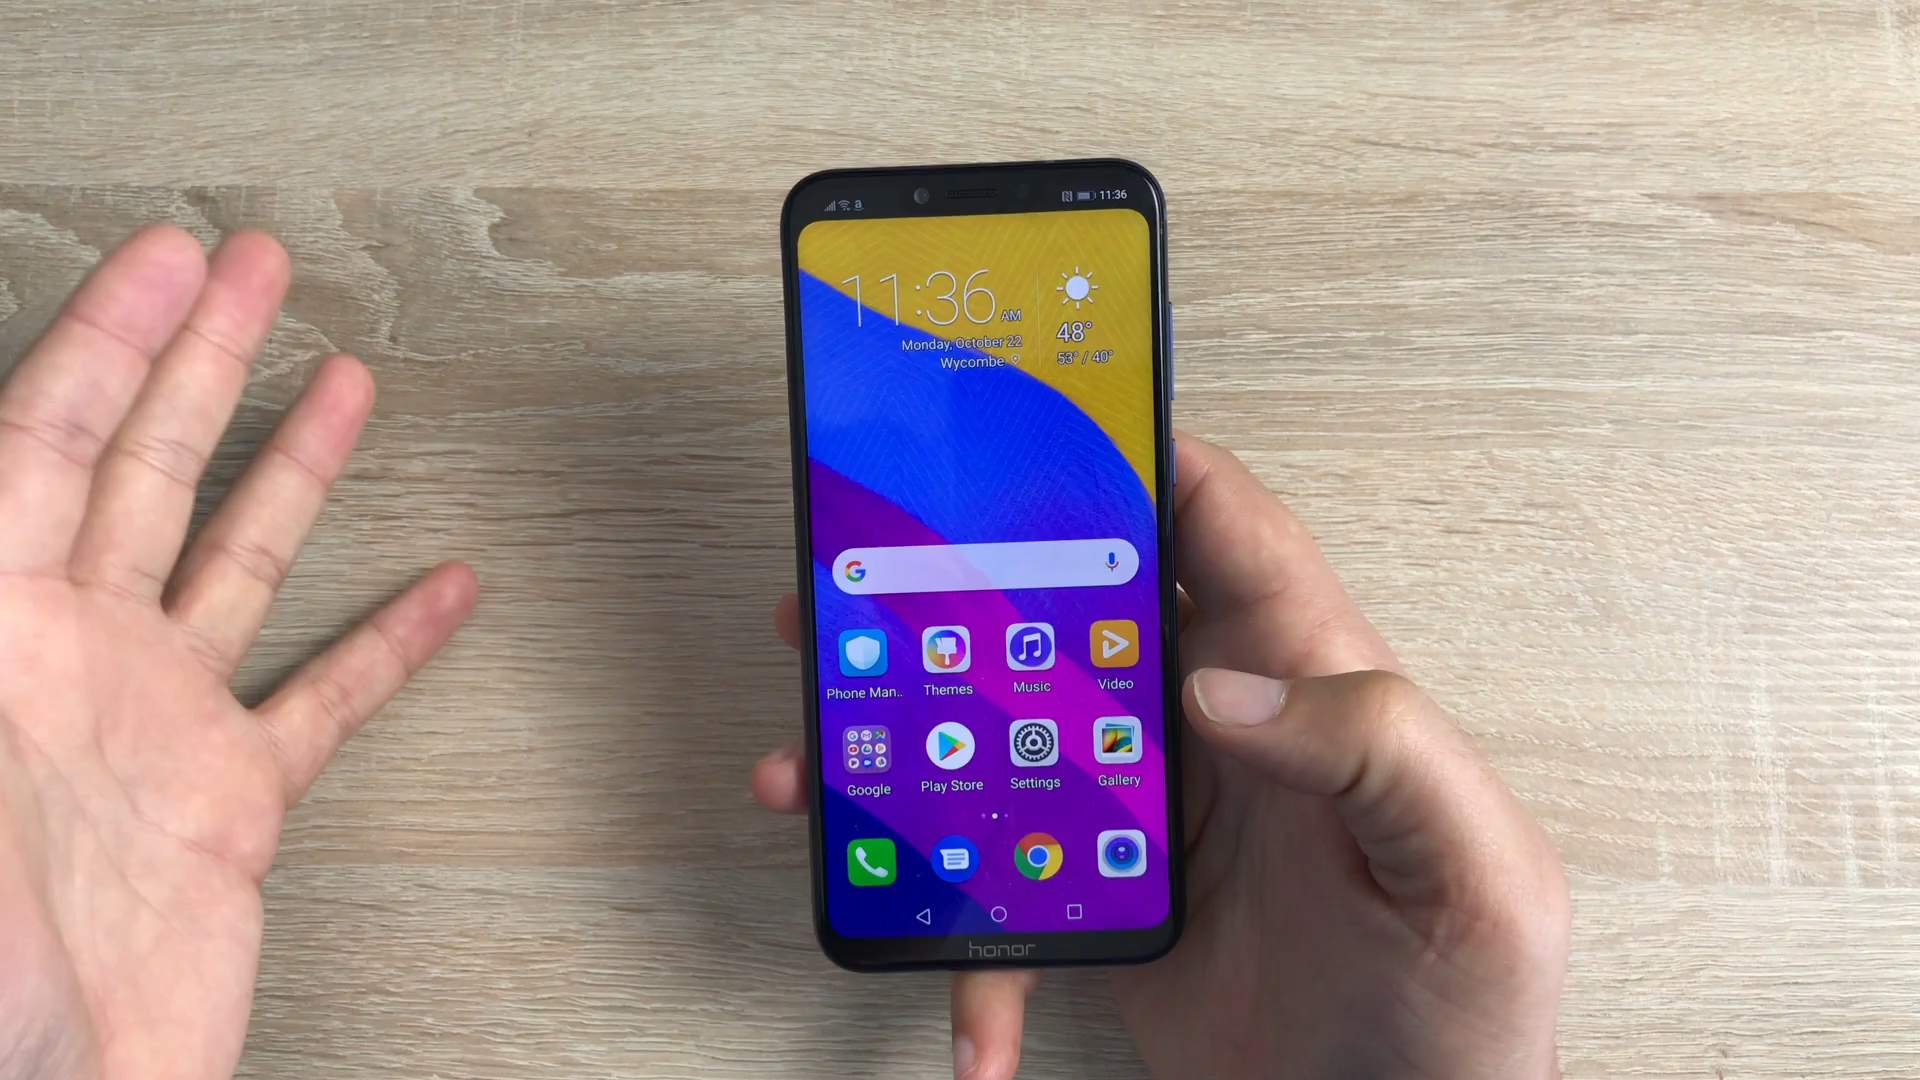 11:36
11:36 AM
48°
Monday, October 22
Wycombe
53° / 40°
Phone Man..
Themes
Music
Video
Google
Play Store
Settings
Gallery
honor